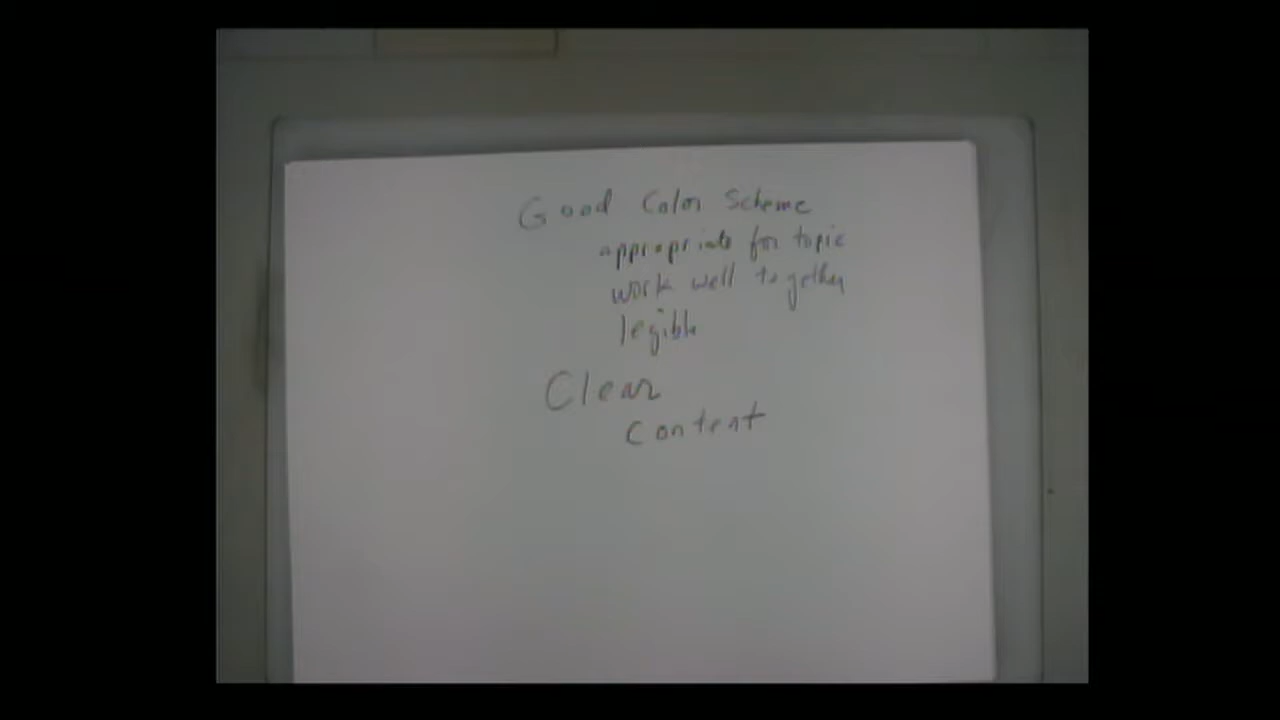 Good Color Scheme
appropriate for topic
work well together
legible
Clear
Content